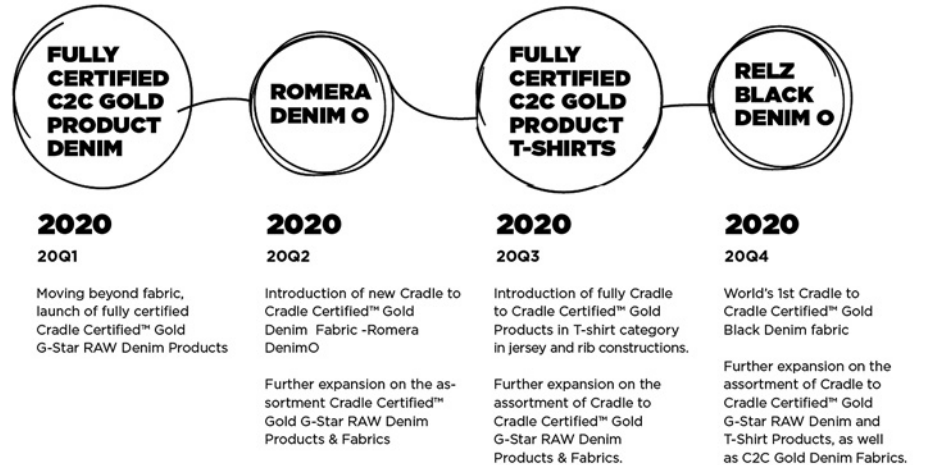 FULLY
CERTIFIED
C2C GOLD
PRODUCT
DENIM
ROMERA
DENIM O
FULLY
CERTIFIED
C2C GOLD
PRODUCT
T-SHIRTS
RELZ
BLACK
DENIM O
2020
20Q1
Moving beyond fabric,
launch of fully certified
Cradle Certified™ Gold
G-Star RAW Denim Products
2020
20Q2
Introduction of new Cradle to
Cradle Certified™ Gold
Denim  Fabric -Romera
DenimO
Further expansion on the as-
sortment Cradle Certified™
Gold G-Star RAW Denim
Products & Fabrics
2020
20Q3
Introduction of fully Cradle
to Cradle Certified™ Gold
Products in T-shirt category
in jersey and rib constructions.
Further expansion on the
assortment of Cradle to
Cradle Certified™ Gold
G-Star RAW Denim
Products & Fabrics.
2020
20Q4
World's 1st Cradle to
Cradle Certified™ Gold
Black Denim fabric
Further expansion on the
assortment of Cradle to
Cradle Certified™ Gold
G-Star RAW Denim and
T-Shirt Products, as well
as C2C Gold Denim Fabrics.